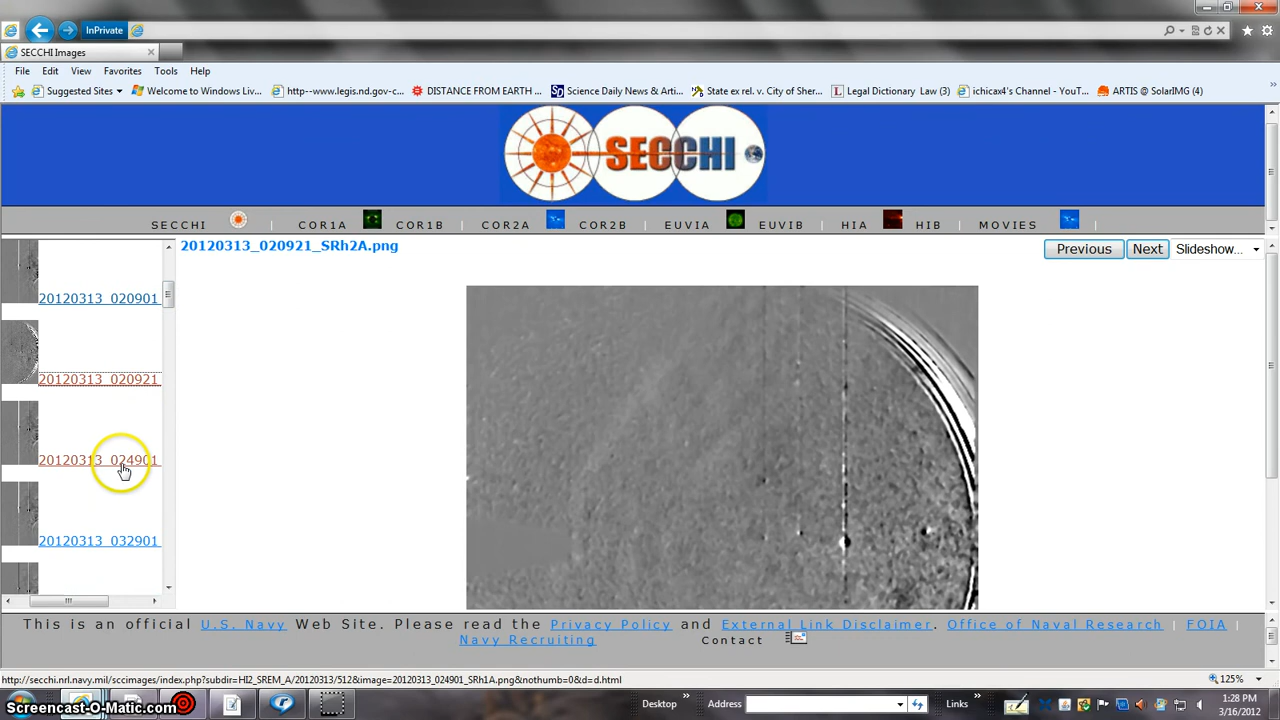 InPrivate
SECCHI Images
File Edit View Favorites Tools Help
Suggested Sites Welcome to Windows Liv... http--www.legis.nd.gov-c... DISTANCE FROM EARTH ... Science Daily News & Arti... State ex rel. v. City of Sher... Legal Dictionary Law (3) ichicax4's Channel - YouT... ARTIS @ SolarIMG (4)
SECCHI
SECCHI | COR1A COR1B | COR2A COR2B | EUVIA EUVIB | HIA HIB | MOVIES |
20120313_020921_SRh2A.png
Previous Next Slideshow...
20120313_020901
20120313_020921
20120313_024901
20120313_032901
This is an official U.S. Navy Web Site. Please read the Privacy Policy and External Link Disclaimer. Office of Naval Research | FOIA |
Navy Recruiting Contact
http://secchi.nrl.navy.mil/sccimages/index.php?subdir=HI2_SREM_A/20120313/512&image=20120313_024901_SRh1A.png&nothumb=0&d=d.html
125%
Desktop » Address Links »
1:28 PM
3/16/2012
Screencast-O-Matic.com